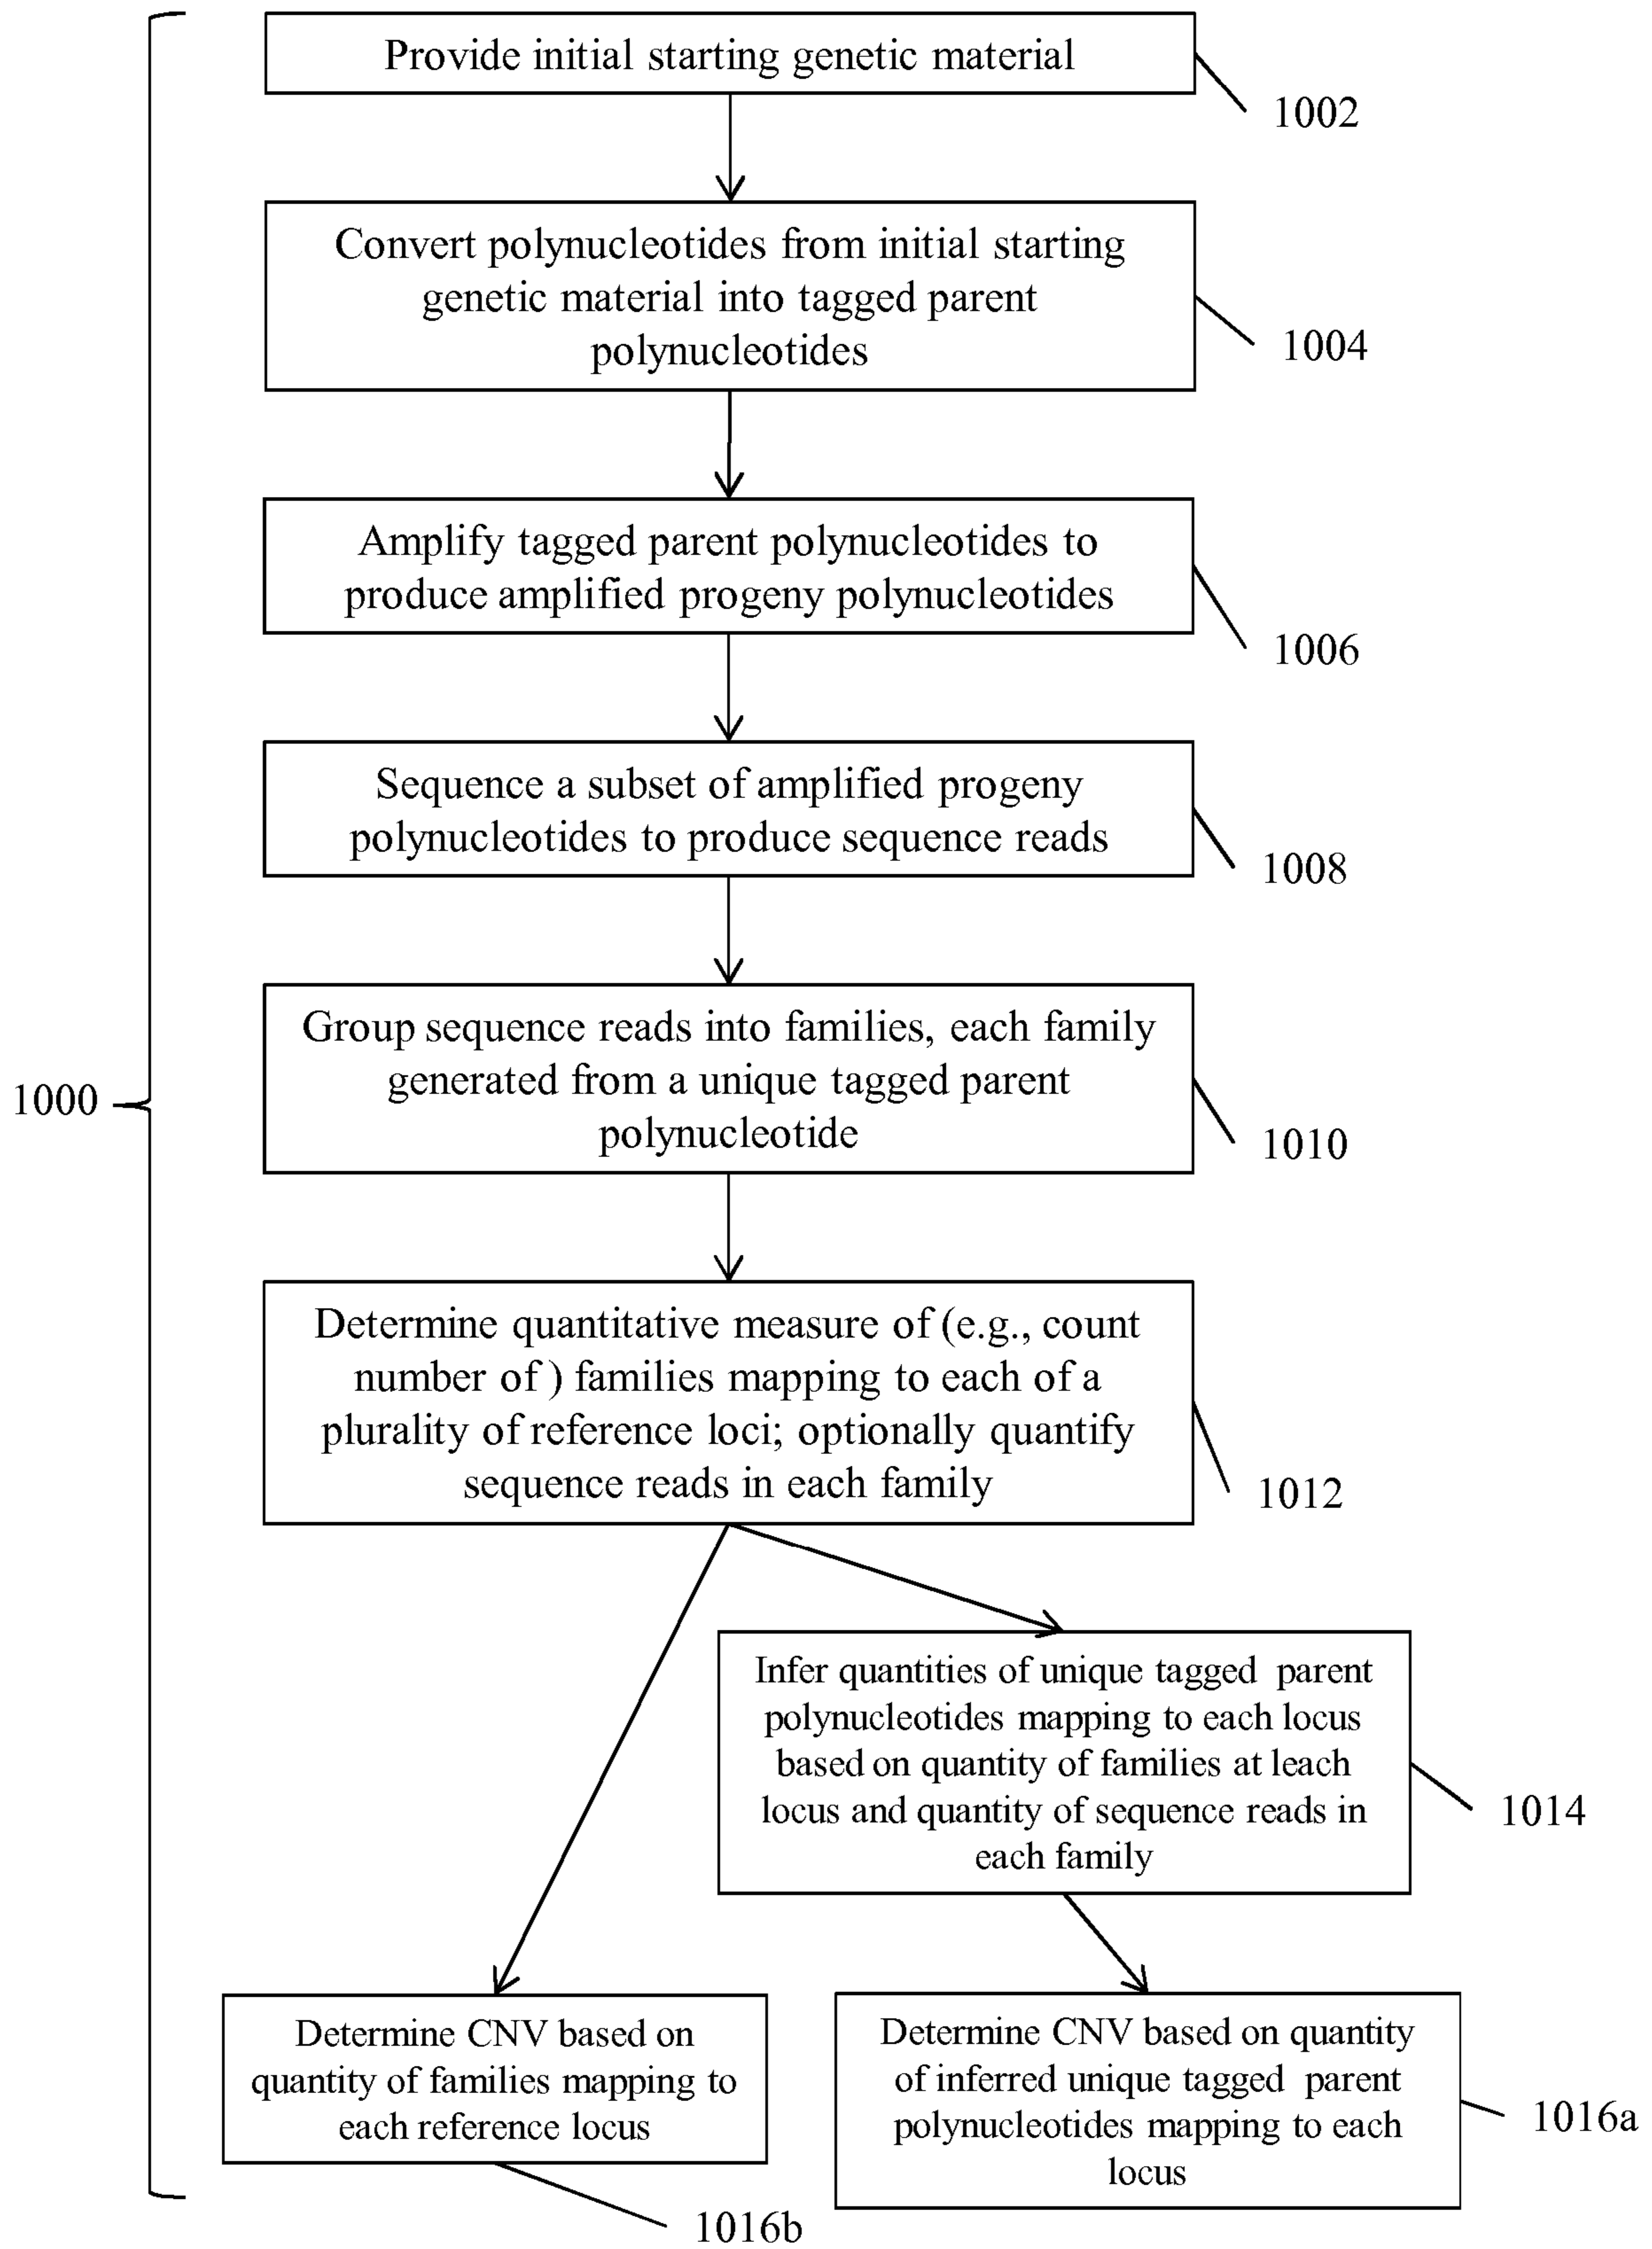 Provide initial starting genetic material
1002
Convert polynucleotides from initial starting
genetic material into tagged parent
polynucleotides
1004
Amplify tagged parent polynucleotides to
produce amplified progeny polynucleotides
1006
Sequence a subset of amplified progeny
polynucleotides to produce sequence reads
1008
Group sequence reads into families, each family
generated from a unique tagged parent
polynucleotide
1010
1000
Determine quantitative measure of (e.g., count
number of ) families mapping to each of a
plurality of reference loci; optionally quantify
sequence reads in each family
1012
Infer quantities of unique tagged parent
polynucleotides mapping to each locus
based on quantity of families at leach
locus and quantity of sequence reads in
each family
1014
Determine CNV based on
quantity of families mapping to
each reference locus
1016b
Determine CNV based on quantity
of inferred unique tagged parent
polynucleotides mapping to each
locus
1016a